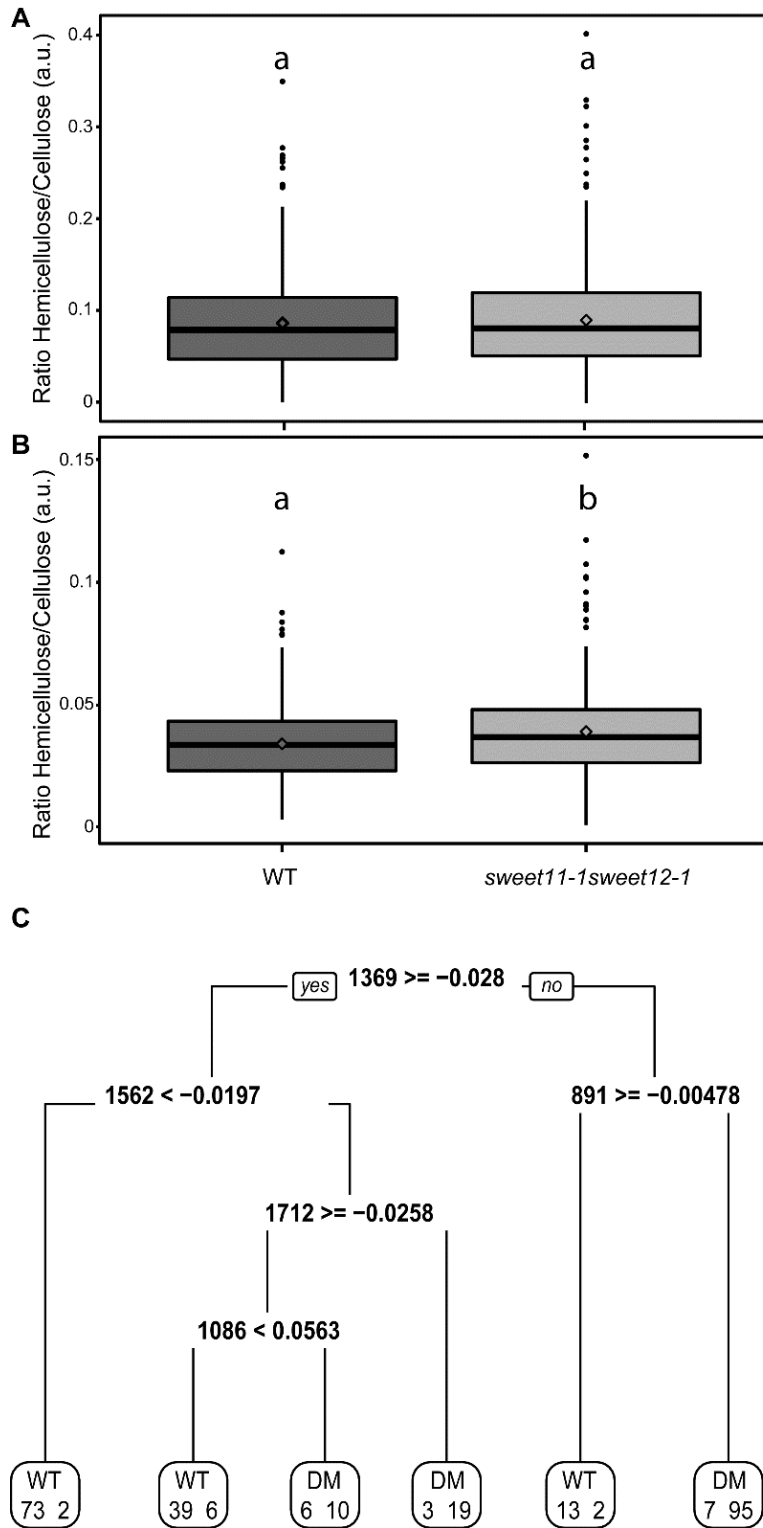 A
Ratio Hemicellulose/Cellulose (a.u.)
0.4
0.3
0.2
0.1
0
a
a
B
Ratio Hemicellulose/Cellulose (a.u.)
0.15
0.1
0.05
0
a
b
WT
sweet11-1sweet12-1
C
yes
1369 >= −0.028
no
1562 < −0.0197
891 >= −0.00478
1712 >= −0.0258
1086 < 0.0563
WT
73 2
WT
39 6
DM
6 10
DM
3 19
WT
13 2
DM
7 95